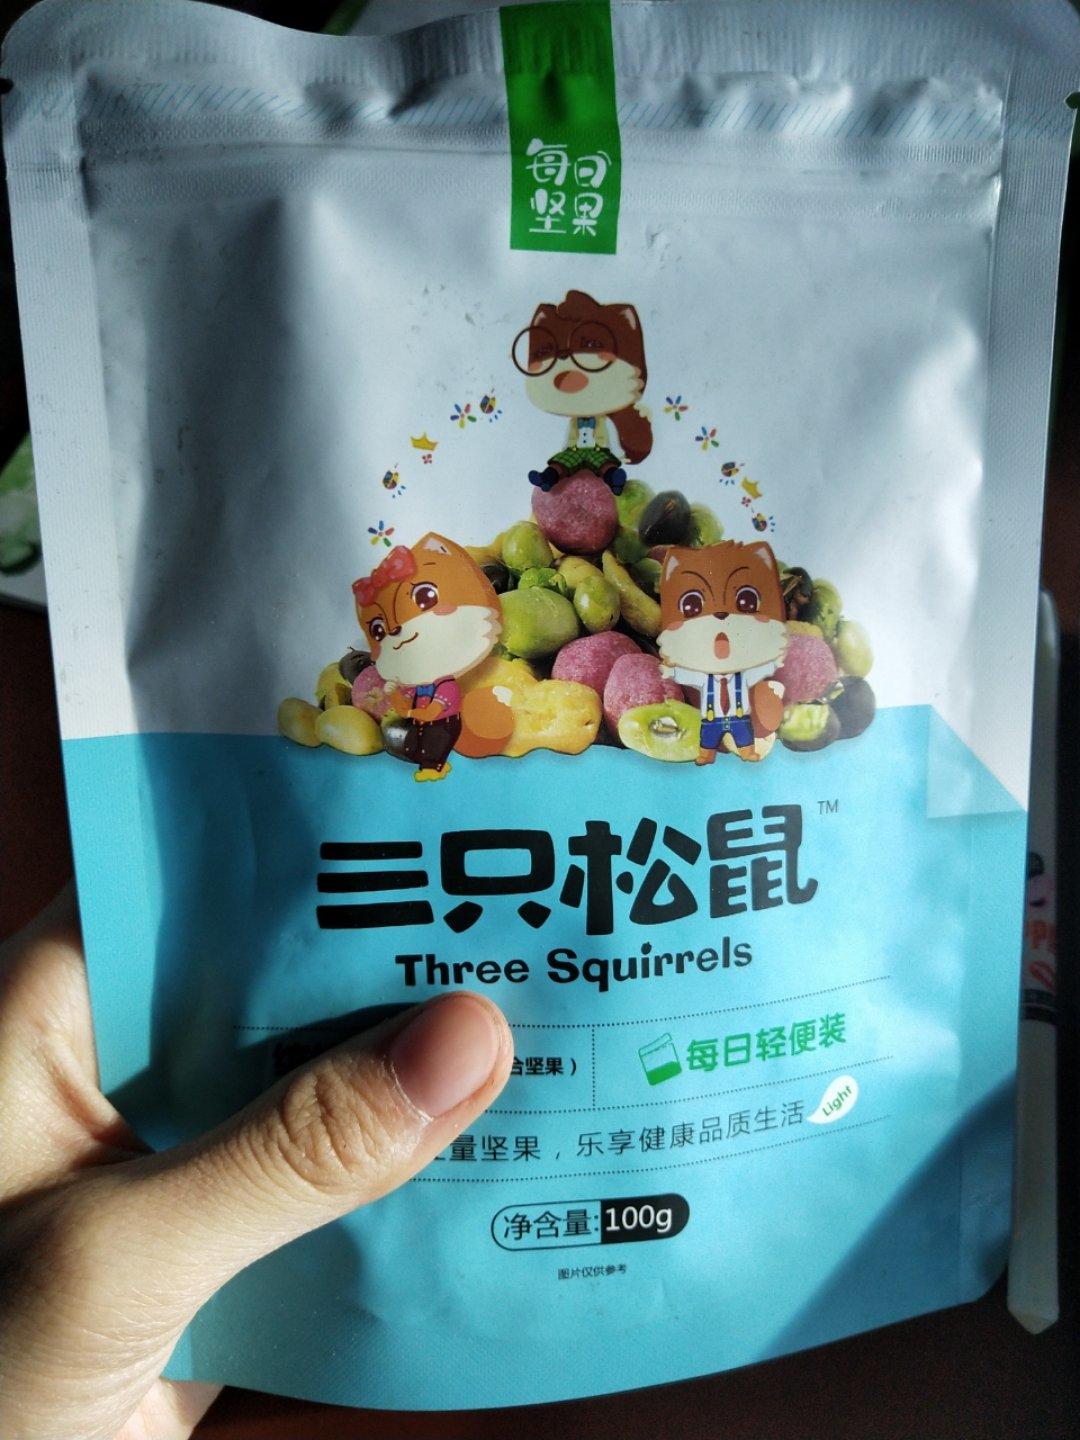 每日
坚果
三只松鼠™
Three Squirrels
合坚果）
每日轻便装
量坚果，乐享健康品质生活
Light
净含量:100g
图片仅供参考